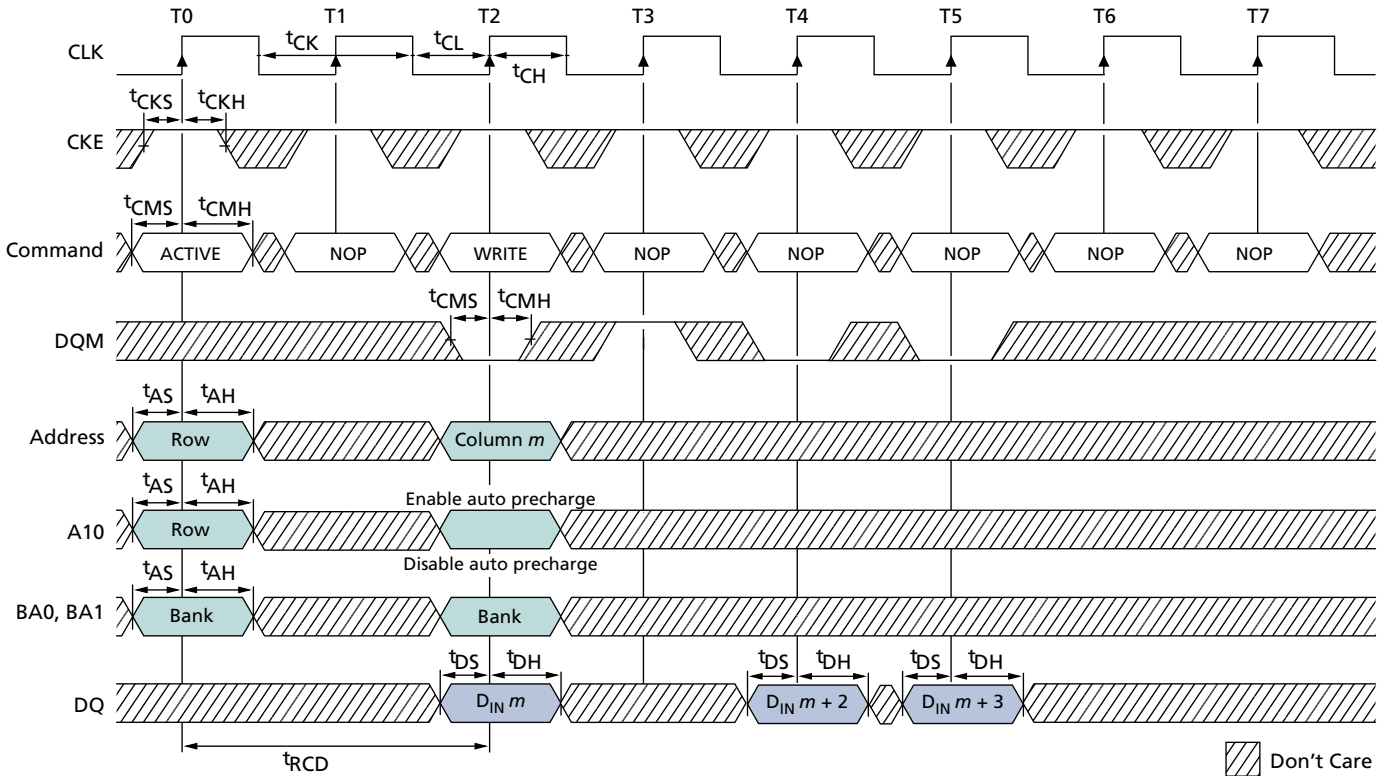 T0 T1 T2 T3 T4 T5 T6 T7
CLK
tCK tCL
tCH
tCKS tCKH
CKE
tCMS tCMH
Command ACTIVE NOP WRITE NOP NOP NOP NOP NOP
tCMS tCMH
DQM
tAS tAH
Address Row Column m
tAS tAH Enable auto precharge
A10 Row
Disable auto precharge
tAS tAH
BA0, BA1 Bank Bank
tDS tDH tDS tDH tDS tDH
DQ DIN m DIN m + 2 DIN m + 3
tRCD
Don't Care